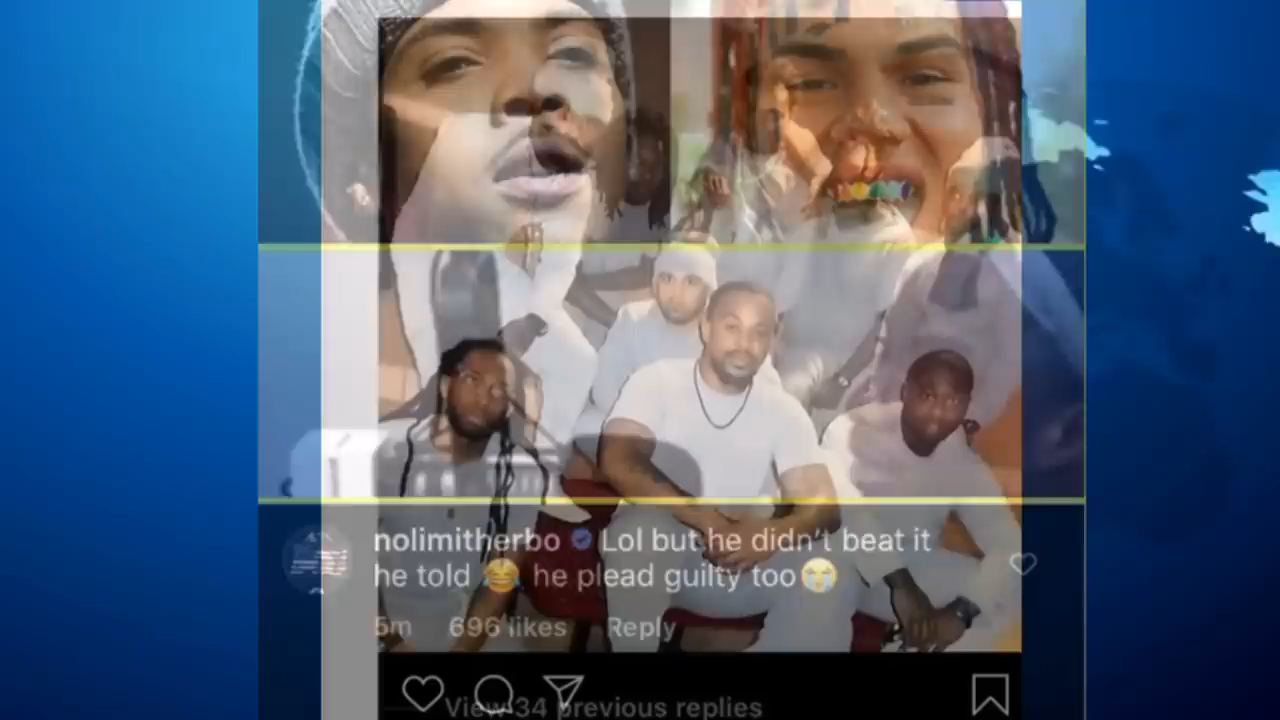 nolimitherbo Lol but he didn't beat it
he told 😂 he plead guilty too😭
5m 696 likes Reply
View 34 previous replies